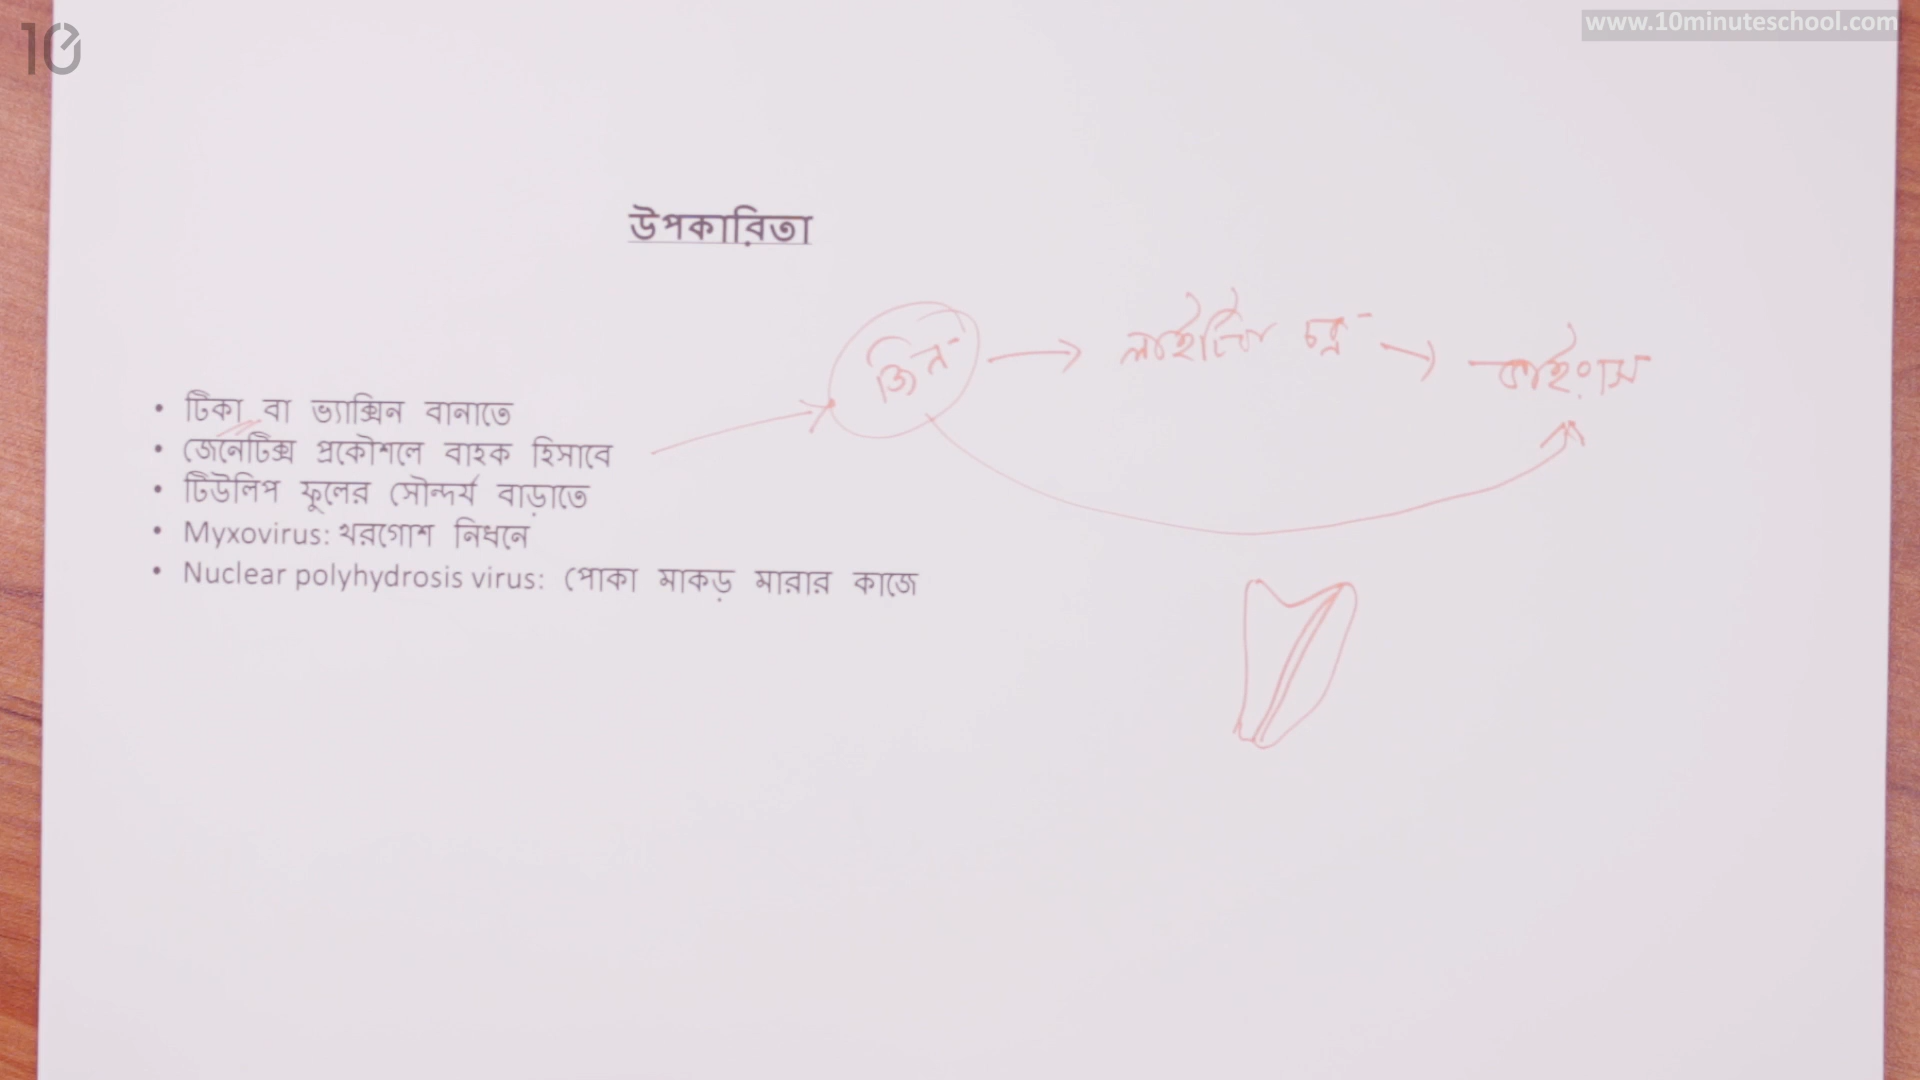 10
www.10minuteschool.com
উপকারিতা
জিন → লাইটিক চক্র → ভাইরাস
• টিকা বা ভ্যাক্সিন বানাতে
• জেনেটিক্স প্রকৌশলে বাহক হিসাবে
• টিউলিপ ফুলের সৌন্দর্য বাড়াতে
• Myxovirus: খরগোশ নিধনে
• Nuclear polyhydrosis virus: পোকা মাকড় মারার কাজে